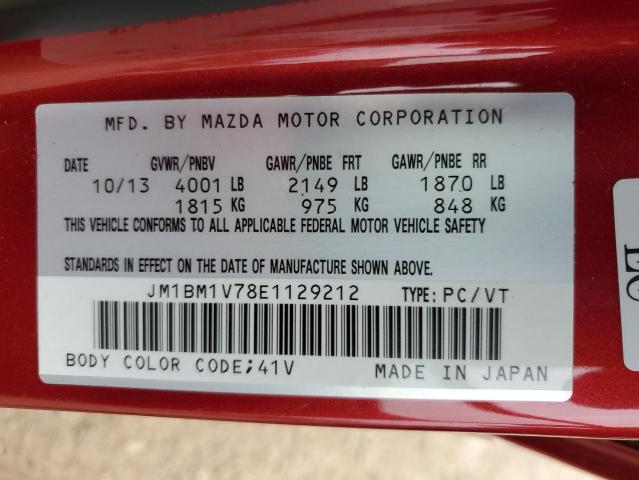 MFD. BY MAZDA MOTOR CORPORATION
DATE GVWR/PNBV GAWR/PNBE FRT GAWR/PNBE RR
10/13 4001 LB 2149 LB 1870 LB
1815 KG 975 KG 848 KG
THIS VEHICLE CONFORMS TO ALL APPLICABLE FEDERAL MOTOR VEHICLE SAFETY
STANDARDS IN EFFECT ON THE DATE OF MANUFACTURE SHOWN ABOVE.
JM1BM1V78E1129212 TYPE: PC/VT
BODY COLOR CODE;41V MADE IN JAPAN